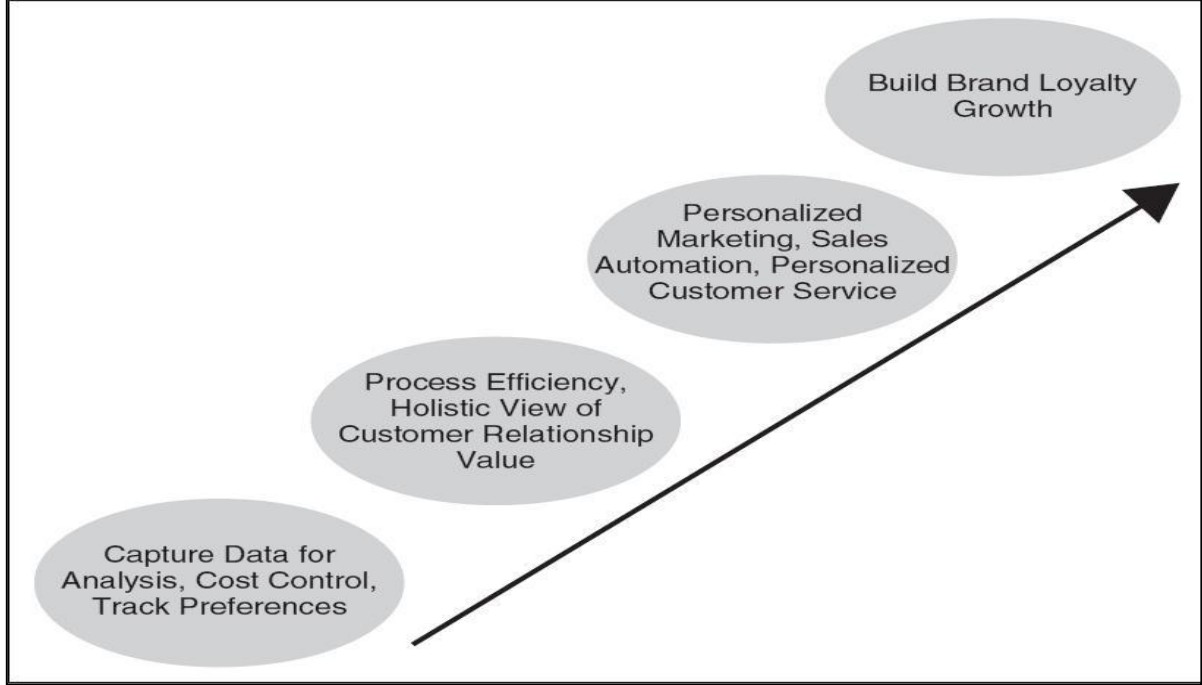 Build Brand Loyalty
Growth
Personalized
Marketing, Sales
Automation, Personalized
Customer Service
Process Efficiency,
Holistic View of
Customer Relationship
Value
Capture Data for
Analysis, Cost Control,
Track Preferences